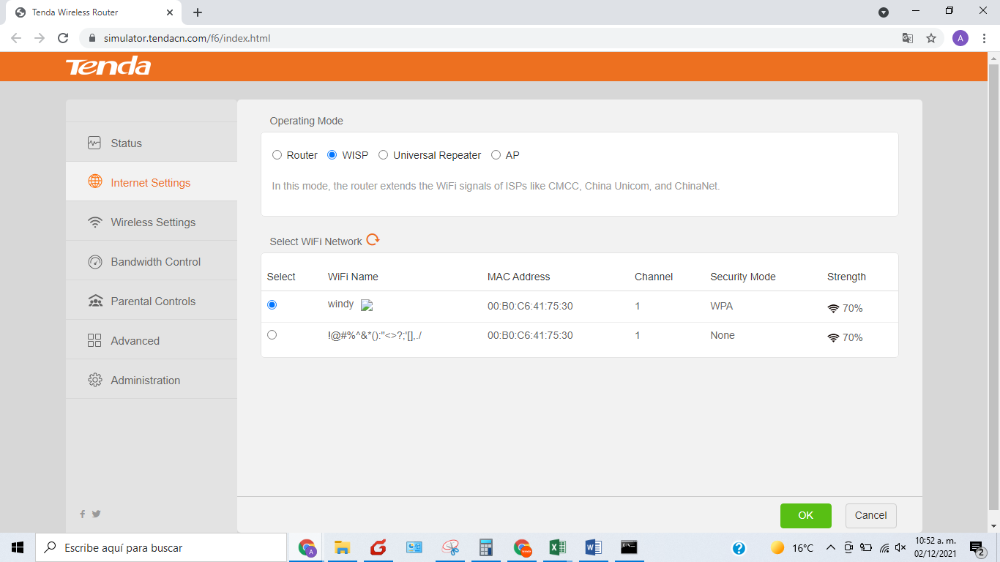 Tenda Wireless Router
simulator.tendacn.com/f6/index.html
A
Tenda
Status
Internet Settings
Wireless Settings
Bandwidth Control
Parental Controls
Advanced
Administration
Operating Mode
Router WISP Universal Repeater AP
In this mode, the router extends the WiFi signals of ISPs like CMCC, China Unicom, and ChinaNet.
Select WiFi Network
Select WiFi Name MAC Address Channel Security Mode Strength
windy 00:B0:C6:41:75:30 1 WPA 70%
!@#%^&*():"<>?;'[],./ 00:B0:C6:41:75:30 1 None 70%
OK Cancel
Escribe aquí para buscar
A
16°C
10:52 a. m.
02/12/2021
2